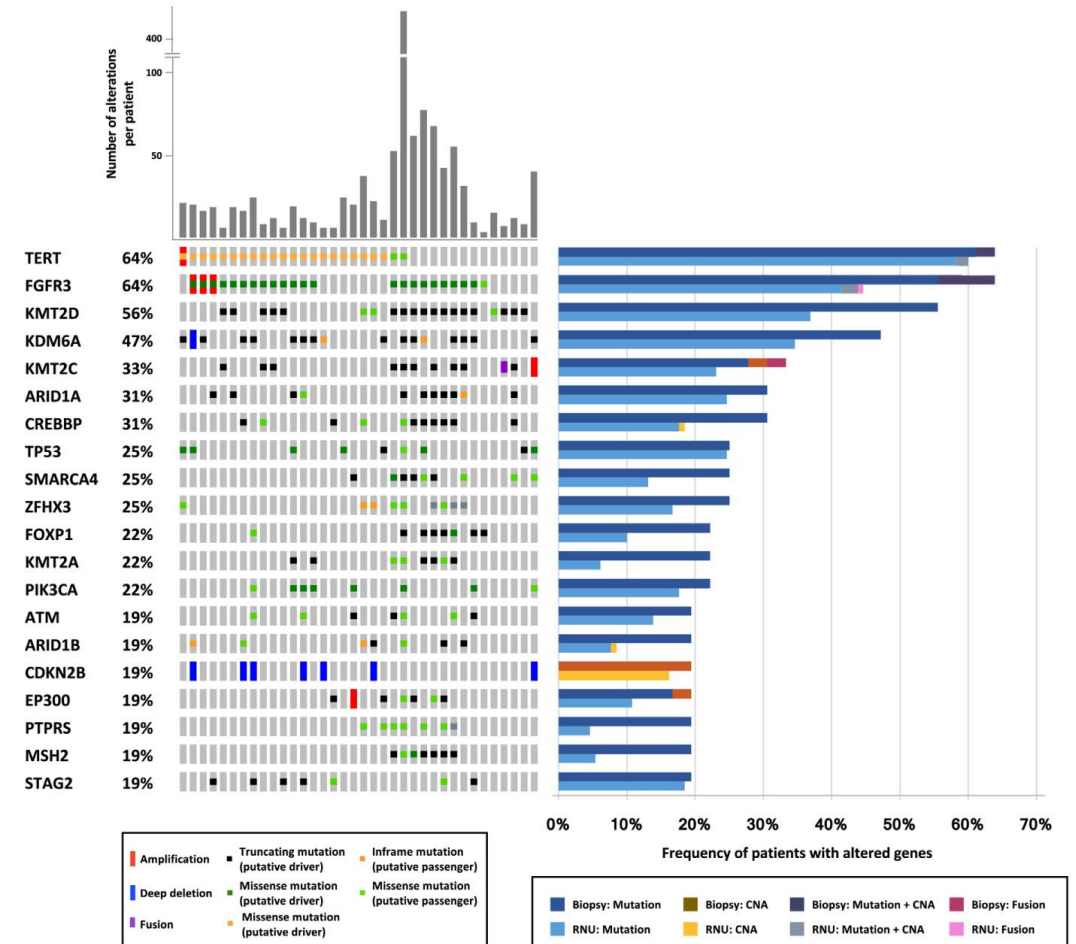 Number of alterations
per patient
400
100
50
TERT 64%
FGFR3 64%
KMT2D 56%
KDM6A 47%
KMT2C 33%
ARID1A 31%
CREBBP 31%
TP53 25%
SMARCA4 25%
ZFHX3 25%
FOXP1 22%
KMT2A 22%
PIK3CA 22%
ATM 19%
ARID1B 19%
CDKN2B 19%
EP300 19%
PTPRS 19%
MSH2 19%
STAG2 19%
0% 10% 20% 30% 40% 50% 60% 70%
Frequency of patients with altered genes
Amplification
Deep deletion
Fusion
Truncating mutation
(putative driver)
Missense mutation
(putative driver)
Missense mutation
(putative driver)
Inframe mutation
(putative passenger)
Missense mutation
(putative passenger)
Biopsy: Mutation Biopsy: CNA Biopsy: Mutation + CNA Biopsy: Fusion
RNU: Mutation RNU: CNA RNU: Mutation + CNA RNU: Fusion